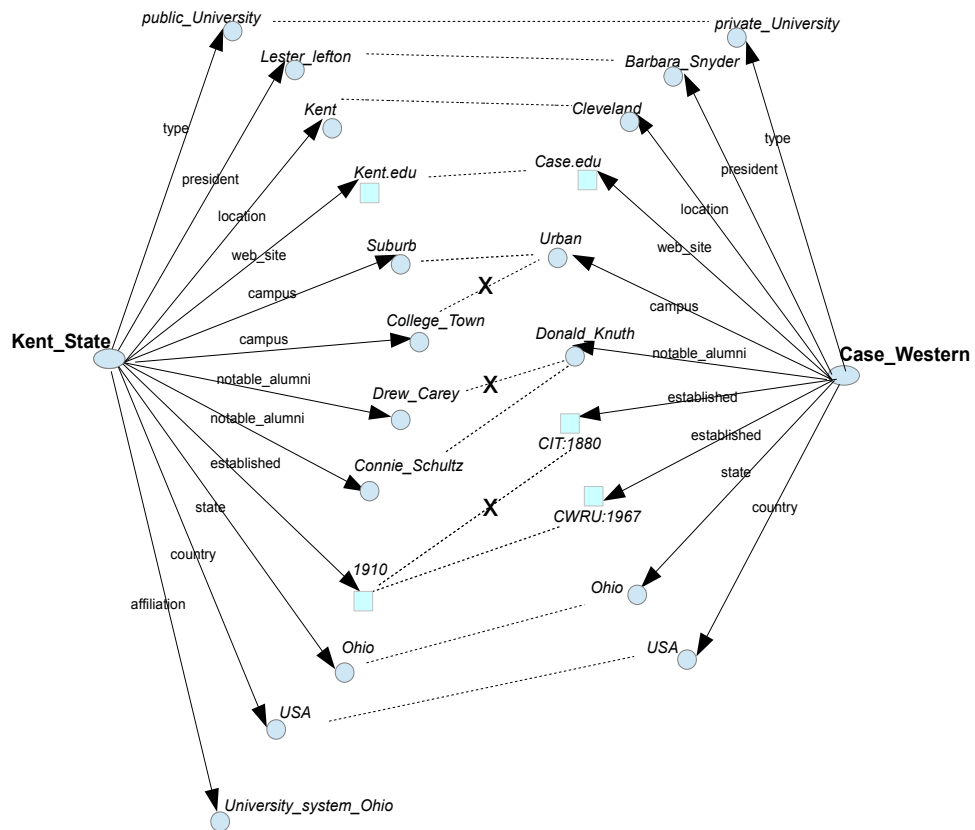 public_University
private_University
Lester_lefton
Barbara_Snyder
Kent
Cleveland
type
type
president
president
Kent.edu
Case.edu
location
location
web_site
web_site
Suburb
Urban
campus
campus
X
College_Town
Donald_Knuth
Kent_State
campus
notable_alumni
Case_Western
notable_alumni
Drew_Carey
X
established
notable_alumni
CIT:1880
established
established
Connie_Schultz
state
state
X
CWRU:1967
country
country
1910
affiliation
Ohio
Ohio
USA
USA
University_system_Ohio